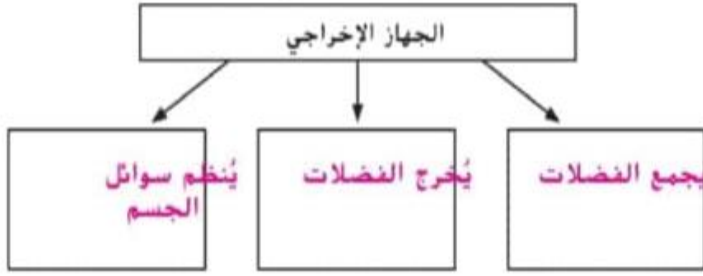 الجهاز الإخراجي
يجمع الفضلات
يُخرج الفضلات
يُنظم سوائل
الجسم